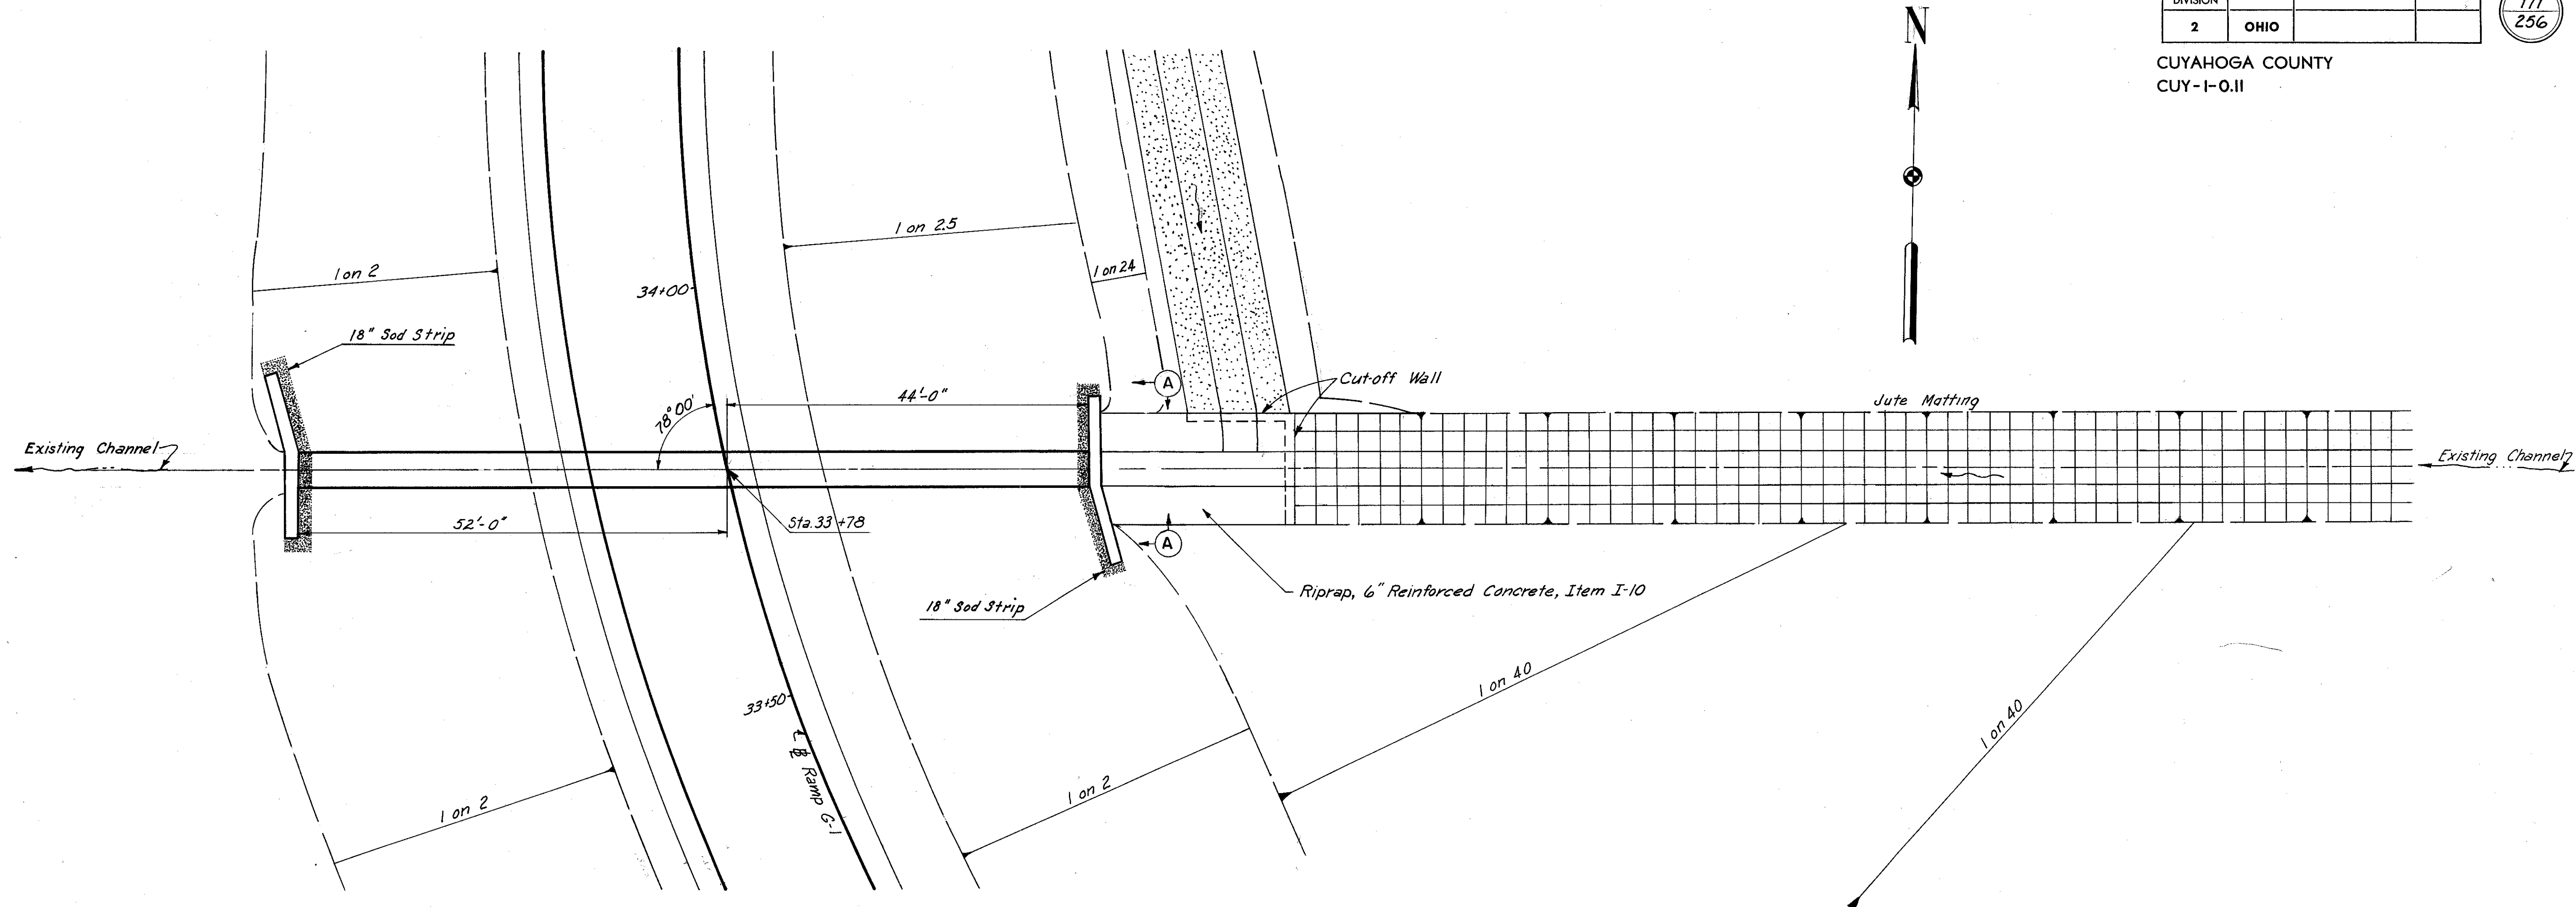 DIVISION
2 OHIO
256
N
CUYAHOGA COUNTY
CUY-1-0.11
1 on 2.5
1 on 2
1 on 24
34+00
18" Sod Strip
Cut-off Wall
A
44'-0"
78°00'
Jute Matting
Existing Channel
Existing Channel
52'-0"
Sta. 33+78
A
Riprap, 6" Reinforced Concrete, Item I-10
18" Sod Strip
1 on 40
33+50
1 on 40
℄ Ramp G-1
1 on 2
1 on 2